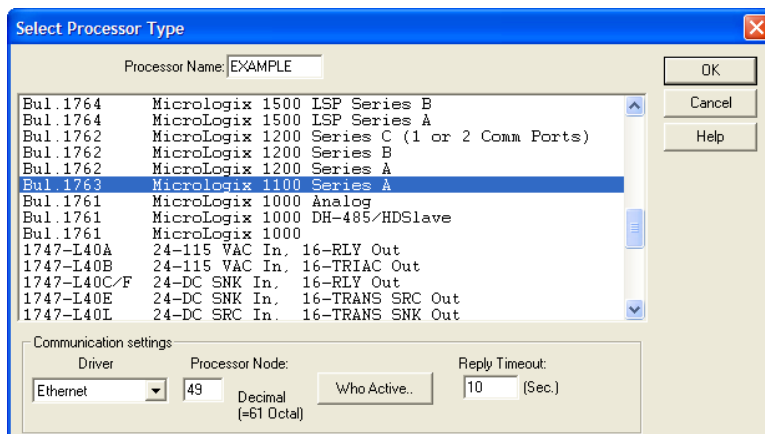 Select Processor Type
Processor Name: EXAMPLE
OK
Cancel
Help
Bul.1764 Micrologix 1500 LSP Series B
Bul.1764 Micrologix 1500 LSP Series A
Bul.1762 MicroLogix 1200 Series C (1 or 2 Comm Ports)
Bul.1762 MicroLogix 1200 Series B
Bul.1762 MicroLogix 1200 Series A
Bul.1763 MicroLogix 1100 Series A
Bul.1761 MicroLogix 1000 Analog
Bul.1761 MicroLogix 1000 DH-485/HDSlave
Bul.1761 MicroLogix 1000
1747-L40A 24-115 VAC In, 16-RLY Out
1747-L40B 24-115 VAC In, 16-TRIAC Out
1747-L40C/F 24-DC SNK In, 16-RLY Out
1747-L40E 24-DC SNK In, 16-TRANS SRC Out
1747-L40L 24-DC SRC In, 16-TRANS SNK Out
Communication settings
Driver
Processor Node:
Reply Timeout:
Ethernet
49
Decimal
(=61 Octal)
Who Active..
10
(Sec.)